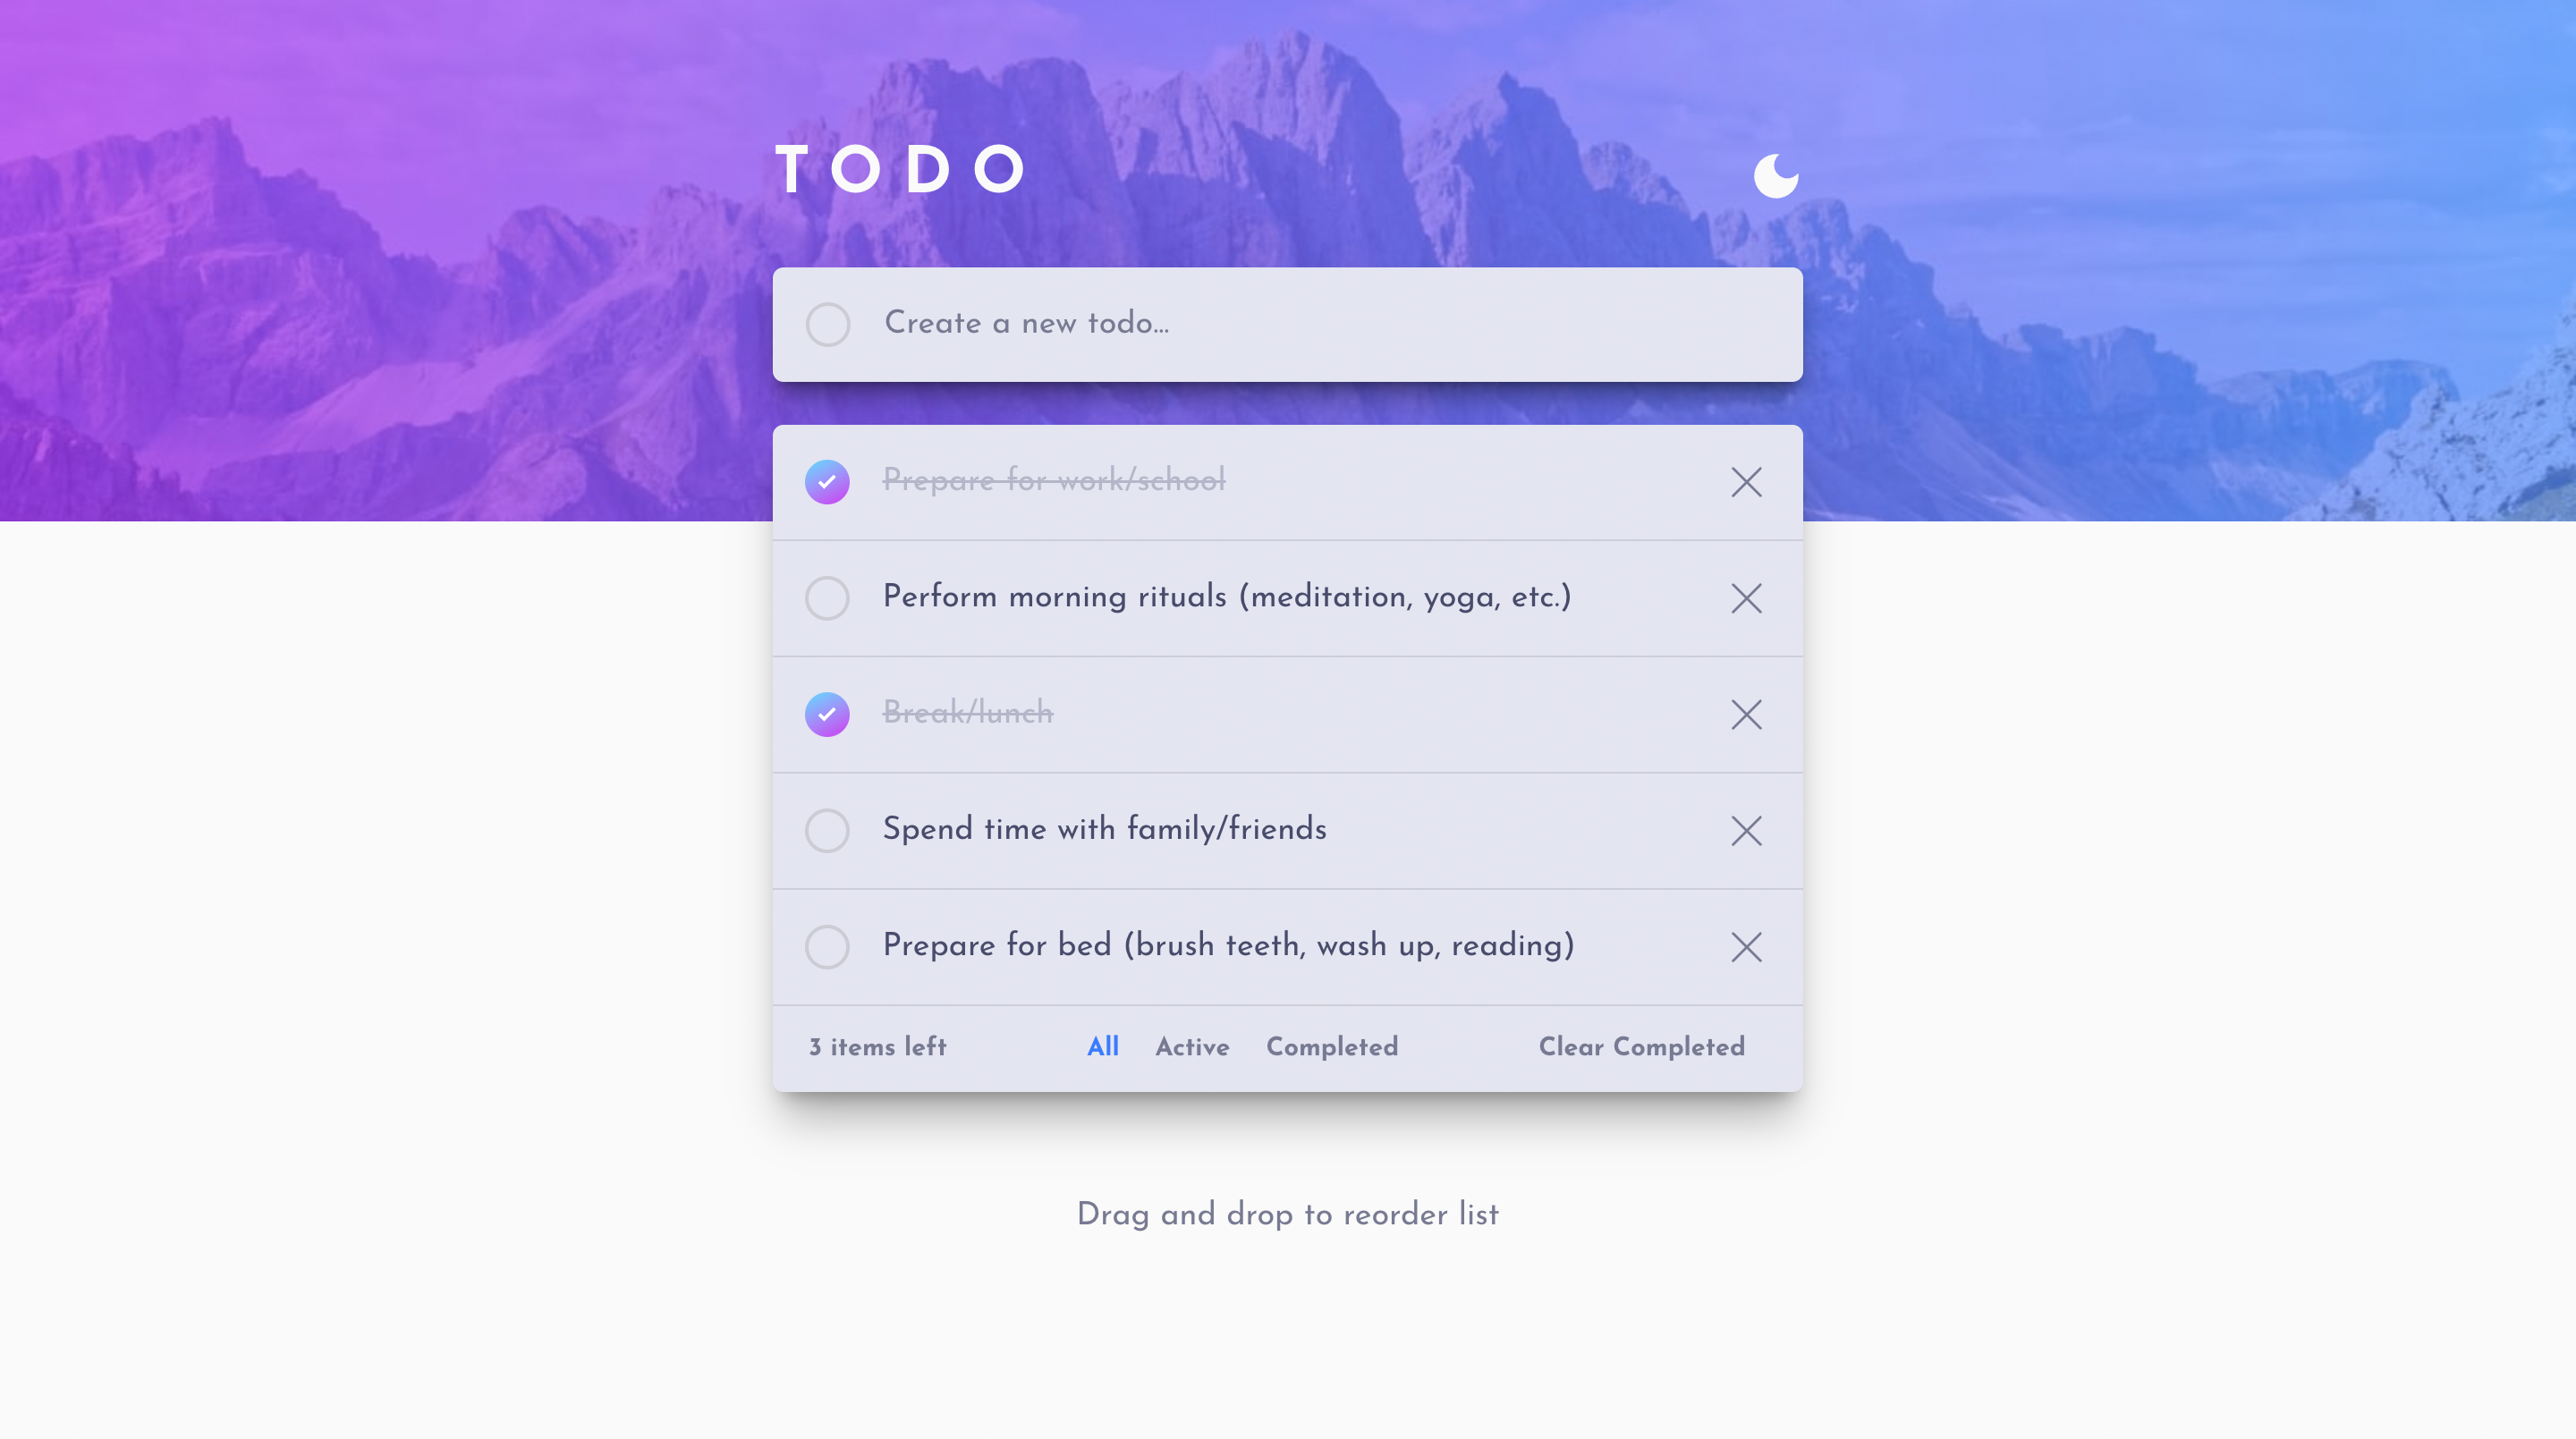 TODO
Create a new todo...
Prepare for work/school
Perform morning rituals (meditation, yoga, etc.)
Break/lunch
Spend time with family/friends
Prepare for bed (brush teeth, wash up, reading)
3 items left All Active Completed Clear Completed
Drag and drop to reorder list